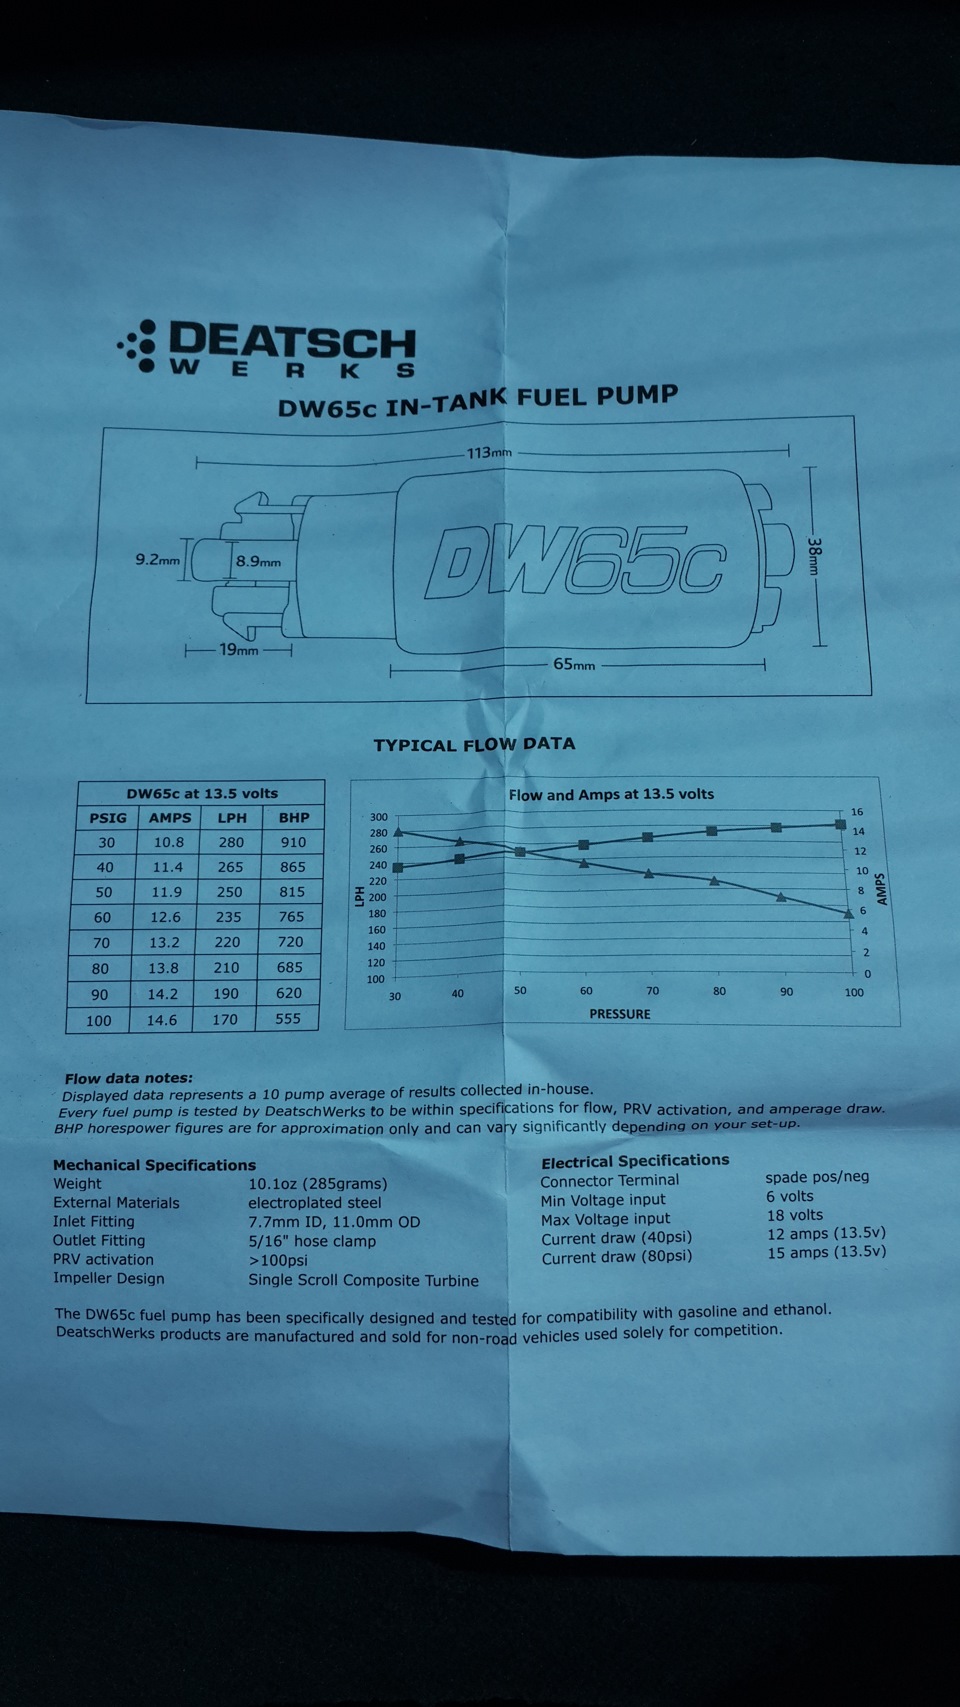 DEATSCH
WERKS
DW65c IN-TANK FUEL PUMP
113mm
9.2mm
8.9mm
DW65c
38mm
19mm
65mm
TYPICAL FLOW DATA
DW65c at 13.5 volts
PSIG AMPS LPH BHP
30 10.8 280 910
40 11.4 265 865
50 11.9 250 815
60 12.6 235 765
70 13.2 220 720
80 13.8 210 685
90 14.2 190 620
100 14.6 170 555
Flow and Amps at 13.5 volts
LPH
300
280
260
240
220
200
180
160
140
120
100
16
14
12
10
8
6
4
2
0
AMPS
30 40 50 60 70 80 90 100
PRESSURE
Flow data notes:
Displayed data represents a 10 pump average of results collected in-house.
Every fuel pump is tested by DeatschWerks to be within specifications for flow, PRV activation, and amperage draw.
BHP horespower figures are for approximation only and can vary significantly depending on your set-up.
Mechanical Specifications
Weight 10.1oz (285grams)
External Materials electroplated steel
Inlet Fitting 7.7mm ID, 11.0mm OD
Outlet Fitting 5/16" hose clamp
PRV activation >100psi
Impeller Design Single Scroll Composite Turbine
Electrical Specifications
Connector Terminal spade pos/neg
Min Voltage input 6 volts
Max Voltage input 18 volts
Current draw (40psi) 12 amps (13.5v)
Current draw (80psi) 15 amps (13.5v)
The DW65c fuel pump has been specifically designed and tested for compatibility with gasoline and ethanol.
DeatschWerks products are manufactured and sold for non-road vehicles used solely for competition.